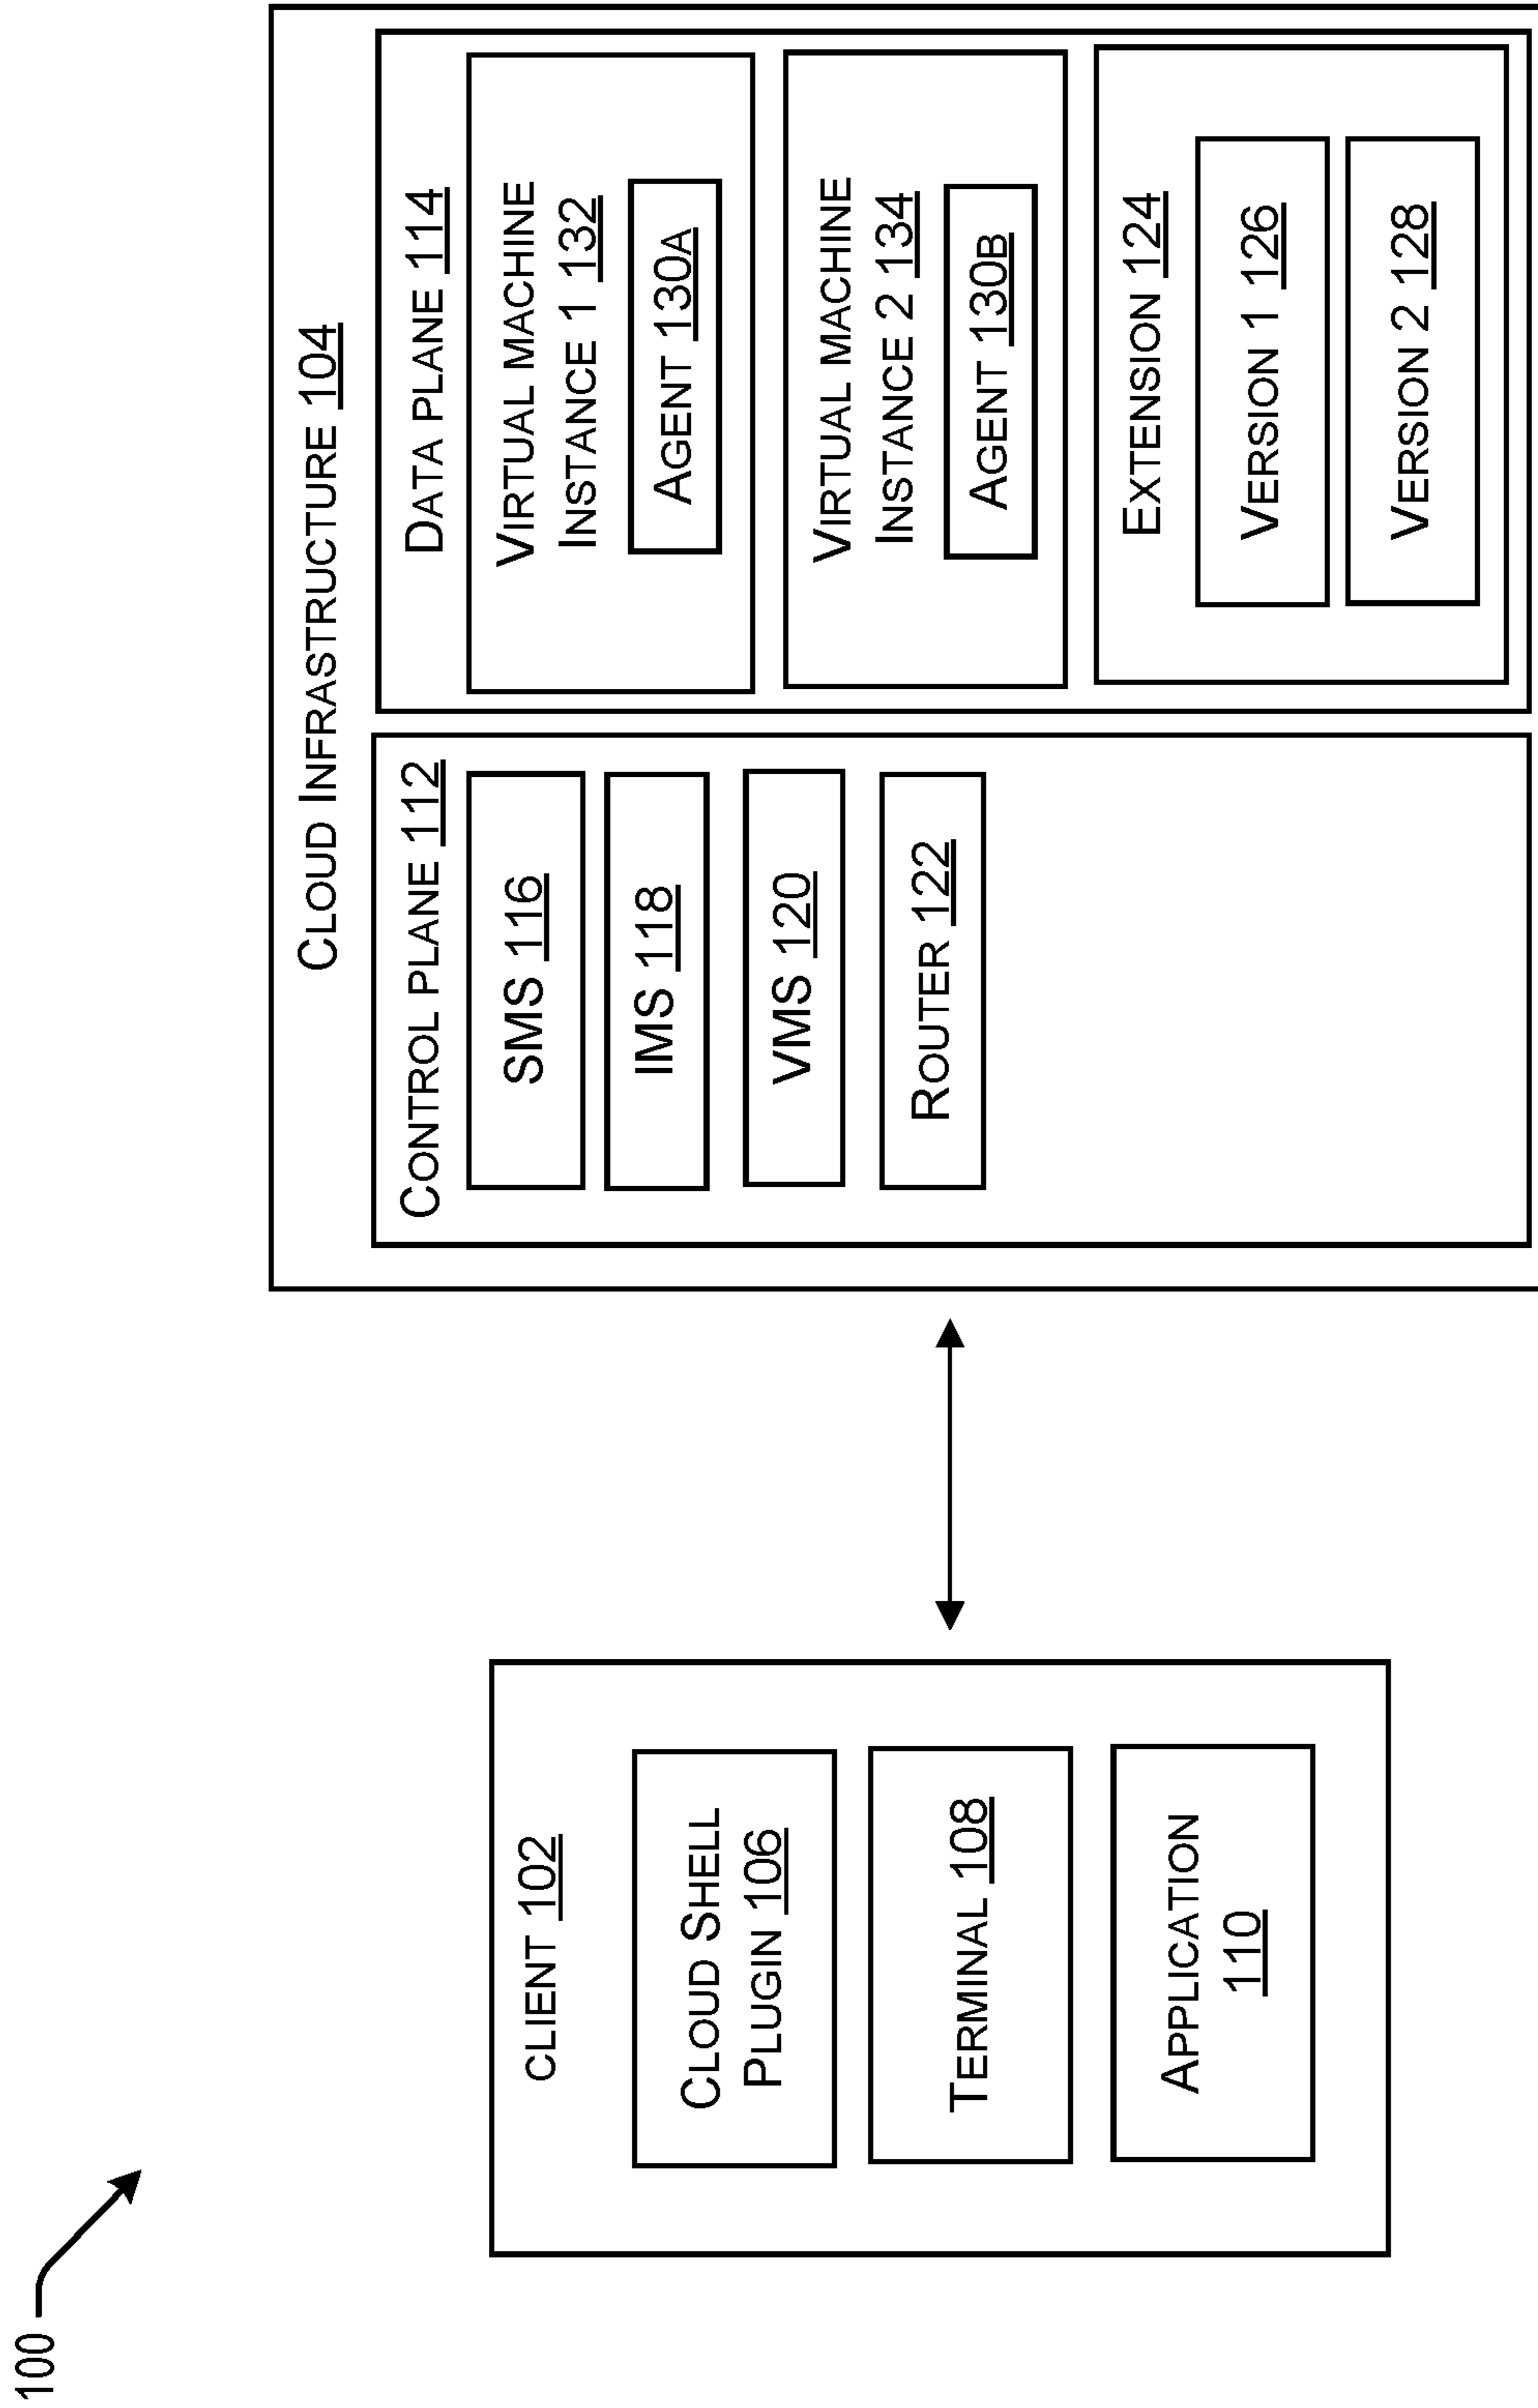 100
CLIENT 102
CLOUD SHELL
PLUGIN 106
TERMINAL 108
APPLICATION
110
CLOUD INFRASTRUCTURE 104
CONTROL PLANE 112
SMS 116
IMS 118
VMS 120
ROUTER 122
DATA PLANE 114
VIRTUAL MACHINE
INSTANCE 1 132
AGENT 130A
VIRTUAL MACHINE
INSTANCE 2 134
AGENT 130B
EXTENSION 124
VERSION 1 126
VERSION 2 128